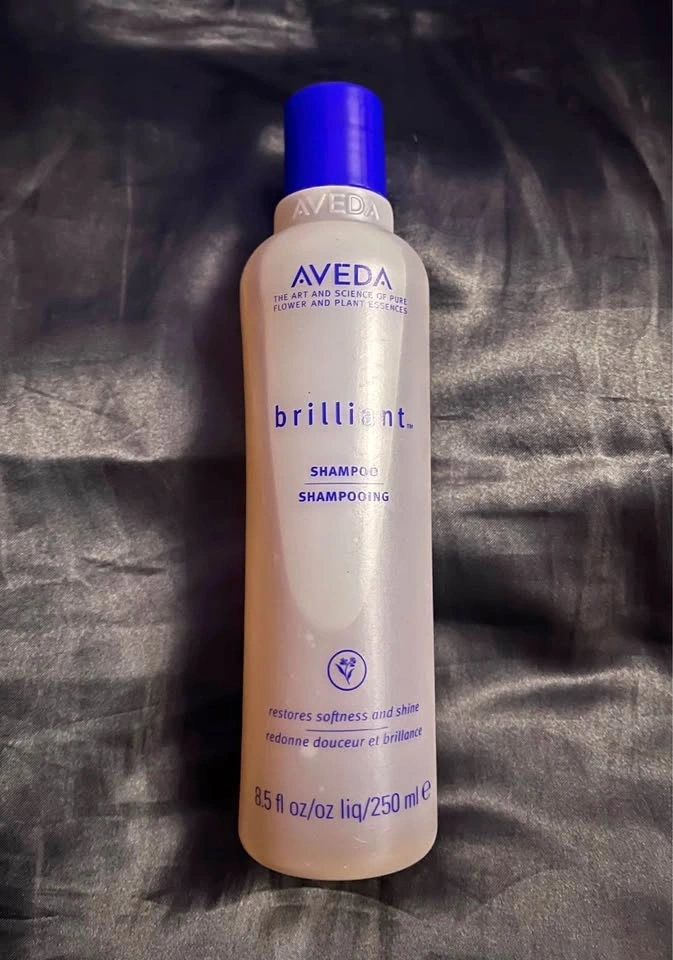 AVEDA
AVEDA
THE ART AND SCIENCE OF PURE
FLOWER AND PLANT ESSENCES
brilliant™
SHAMPOO
SHAMPOOING
restores softness and shine
redonne douceur et brillance
8.5 fl oz/oz liq/250 ml ℮